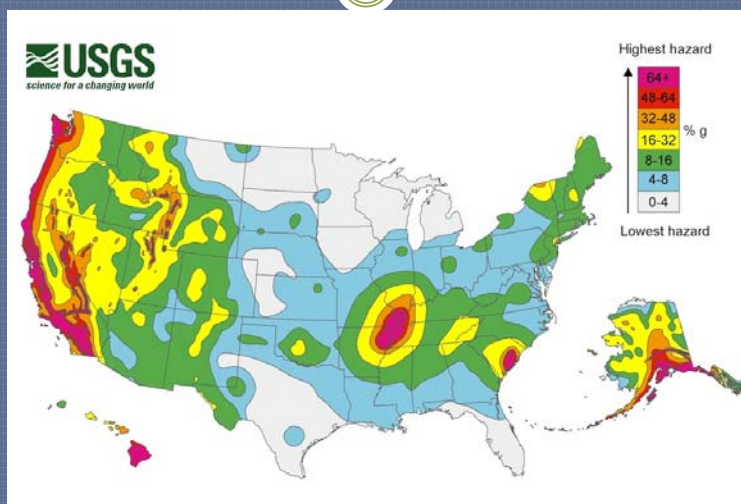 USGS
science for a changing world
Highest hazard
64+
48-64
32-48
16-32
8-16
4-8
0-4
% g
Lowest hazard